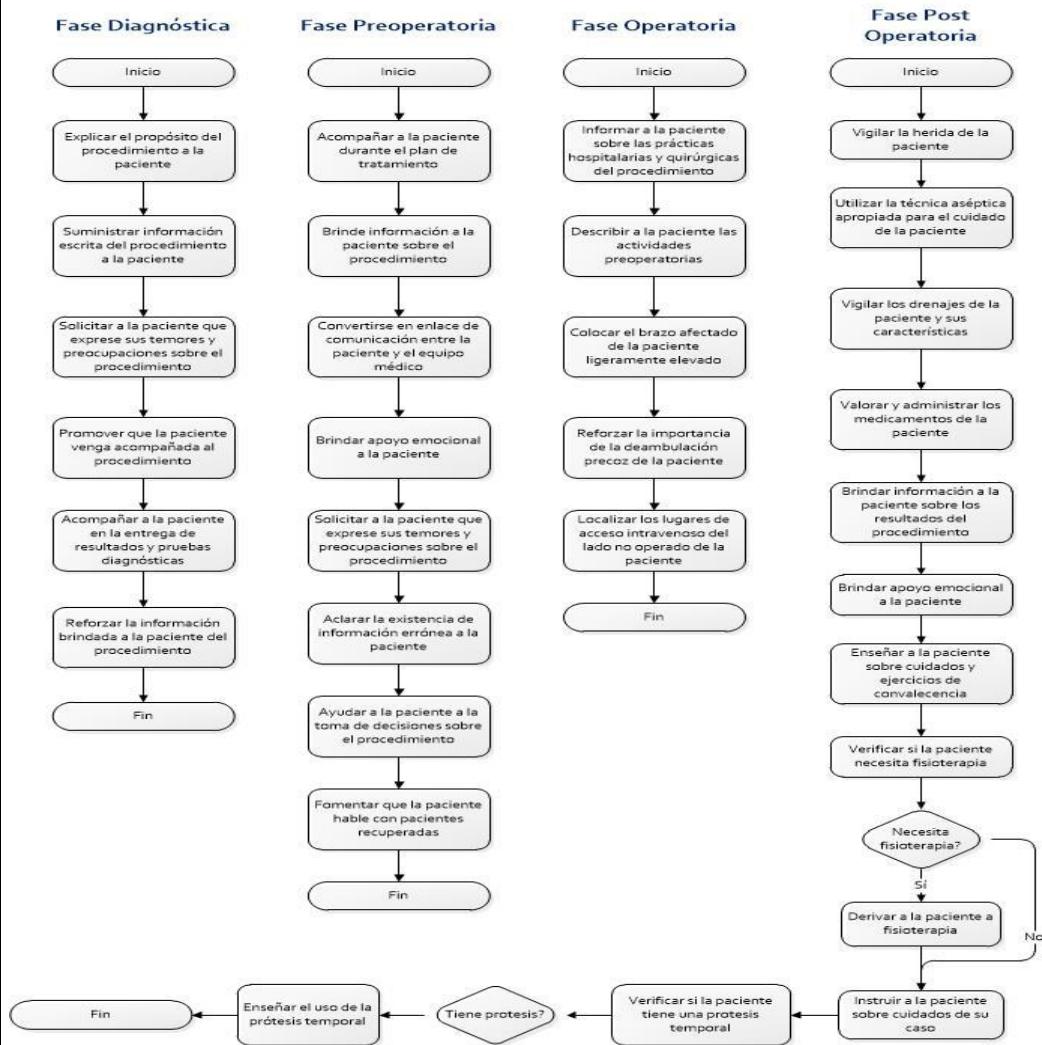 Fase Diagnóstica
Inicio
Explicar el propósito del
procedimiento a la
paciente
Suministrar información
escrita del procedimiento
a la paciente
Solicitar a la paciente que
exprese sus temores y
preocupaciones sobre el
procedimiento
Promover que la paciente
venga acompañada al
procedimiento
Acompañar a la paciente
en la entrega de
resultados y pruebas
diagnósticas
Reforzar la información
brindada a la paciente del
procedimiento
Fin
Fase Preoperatoria
Inicio
Acompañar a la paciente
durante el plan de
tratamiento
Brinde información a la
paciente sobre el
procedimiento
Convertirse en enlace de
comunicación entre la
paciente y el equipo
médico
Brindar apoyo emocional
a la paciente
Solicitar a la paciente que
exprese sus temores y
preocupaciones sobre el
procedimiento
Aclarar la existencia de
información errónea a la
paciente
Ayudar a la paciente a la
toma de decisiones sobre
el procedimiento
Fomentar que la paciente
hable con pacientes
recuperadas
Fin
Fase Operatoria
Inicio
Informar a la paciente
sobre las prácticas
hospitalarias y quirúrgicas
del procedimiento
Describir a la paciente las
actividades
preoperatorias
Colocar el brazo afectado
de la paciente
ligeramente elevado
Reforzar la importancia
de la deambulación
precoz de la paciente
Localizar los lugares de
acceso intravenoso del
lado no operado de la
paciente
Fin
Fase Post
Operatoria
Inicio
Vigilar la herida de la
paciente
Utilizar la técnica aséptica
apropiada para el cuidado
de la paciente
Vigilar los drenajes de la
paciente y sus
características
Valorar y administrar los
medicamentos de la
paciente
Brindar información a la
paciente sobre los
resultados del
procedimiento
Brindar apoyo emocional
a la paciente
Enseñar a la paciente
sobre cuidados y
ejercicios de
convalecencia
Verificar si la paciente
necesita fisioterapia
Necesita
fisioterapia?
Sí
No
Derivar a la paciente a
fisioterapia
Instruir a la paciente
sobre cuidados de su
caso
Verificar si la paciente
tiene una protesis
temporal
Tiene protesis?
Enseñar el uso de la
prótesis temporal
Fin